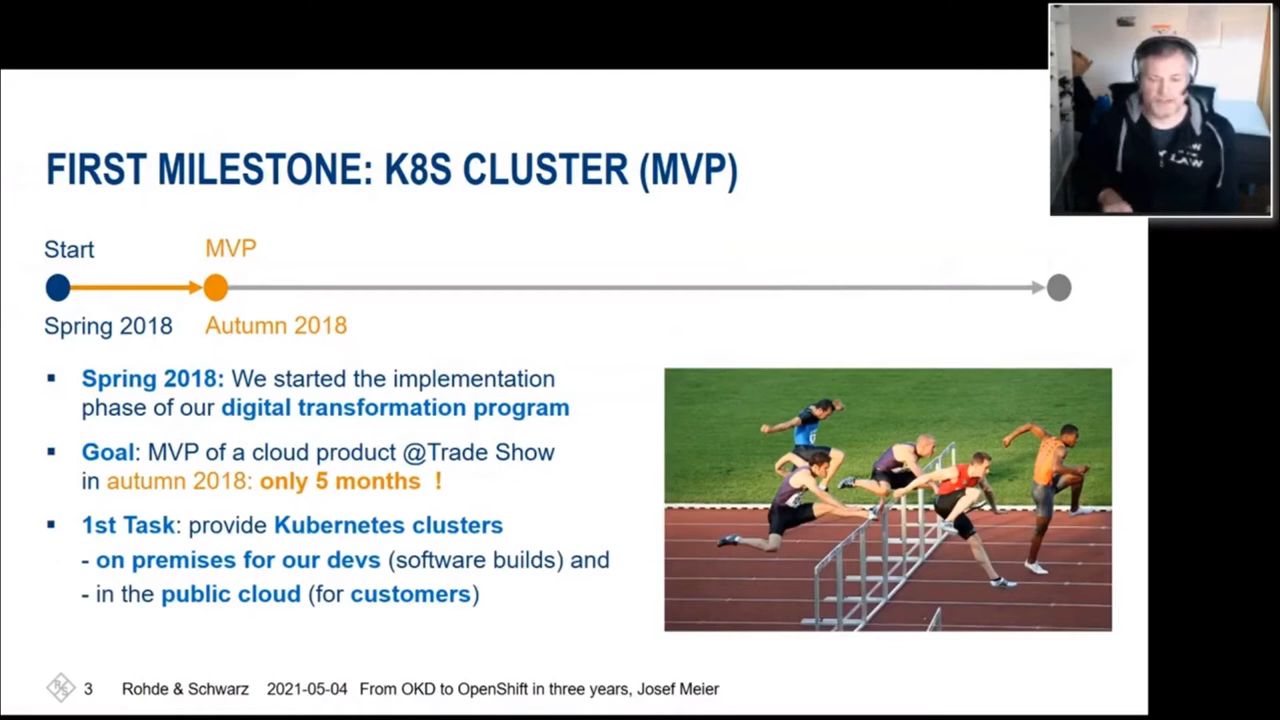 FIRST MILESTONE: K8S CLUSTER (MVP)
Start
MVP
Spring 2018
Autumn 2018
▪ Spring 2018: We started the implementation
phase of our digital transformation program
▪ Goal: MVP of a cloud product @Trade Show
in autumn 2018: only 5 months !
▪ 1st Task: provide Kubernetes clusters
- on premises for our devs (software builds) and
- in the public cloud (for customers)
R S
3 Rohde & Schwarz 2021-05-04 From OKD to OpenShift in three years, Josef Meier
LAW